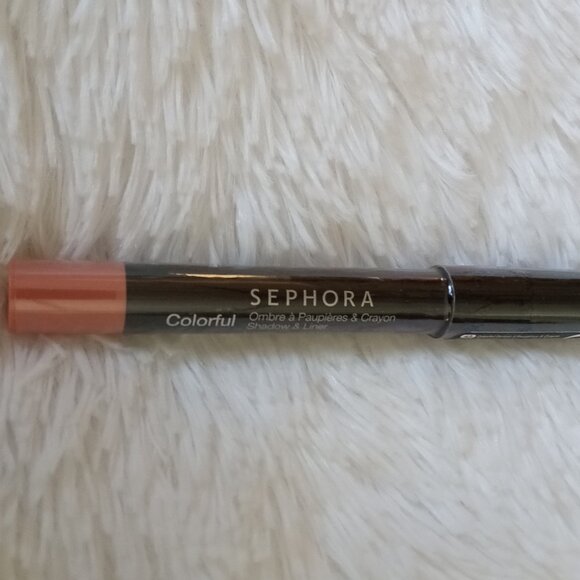 SEPHORA
Colorful
Ombre à Paupières & Crayon
Shadow & Liner